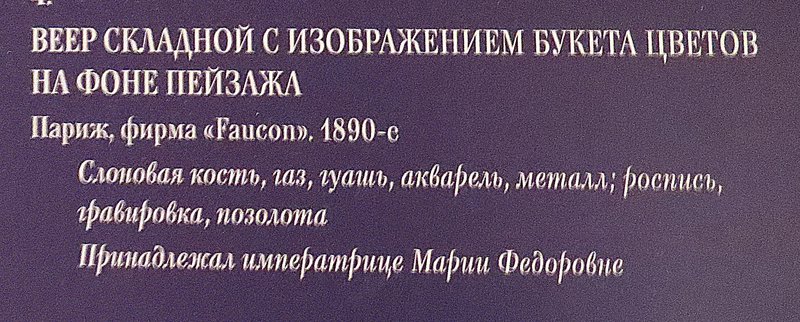 4.
ВЕЕР СКЛАДНОЙ С ИЗОБРАЖЕНИЕМ БУКЕТА ЦВЕТОВ
НА ФОНЕ ПЕЙЗАЖА
Париж, фирма «Faucon». 1890-е
Слоновая кость, газ, гуашь, акварель, металл; роспись,
гравировка, позолота
Принадлежал императрице Марии Федоровне